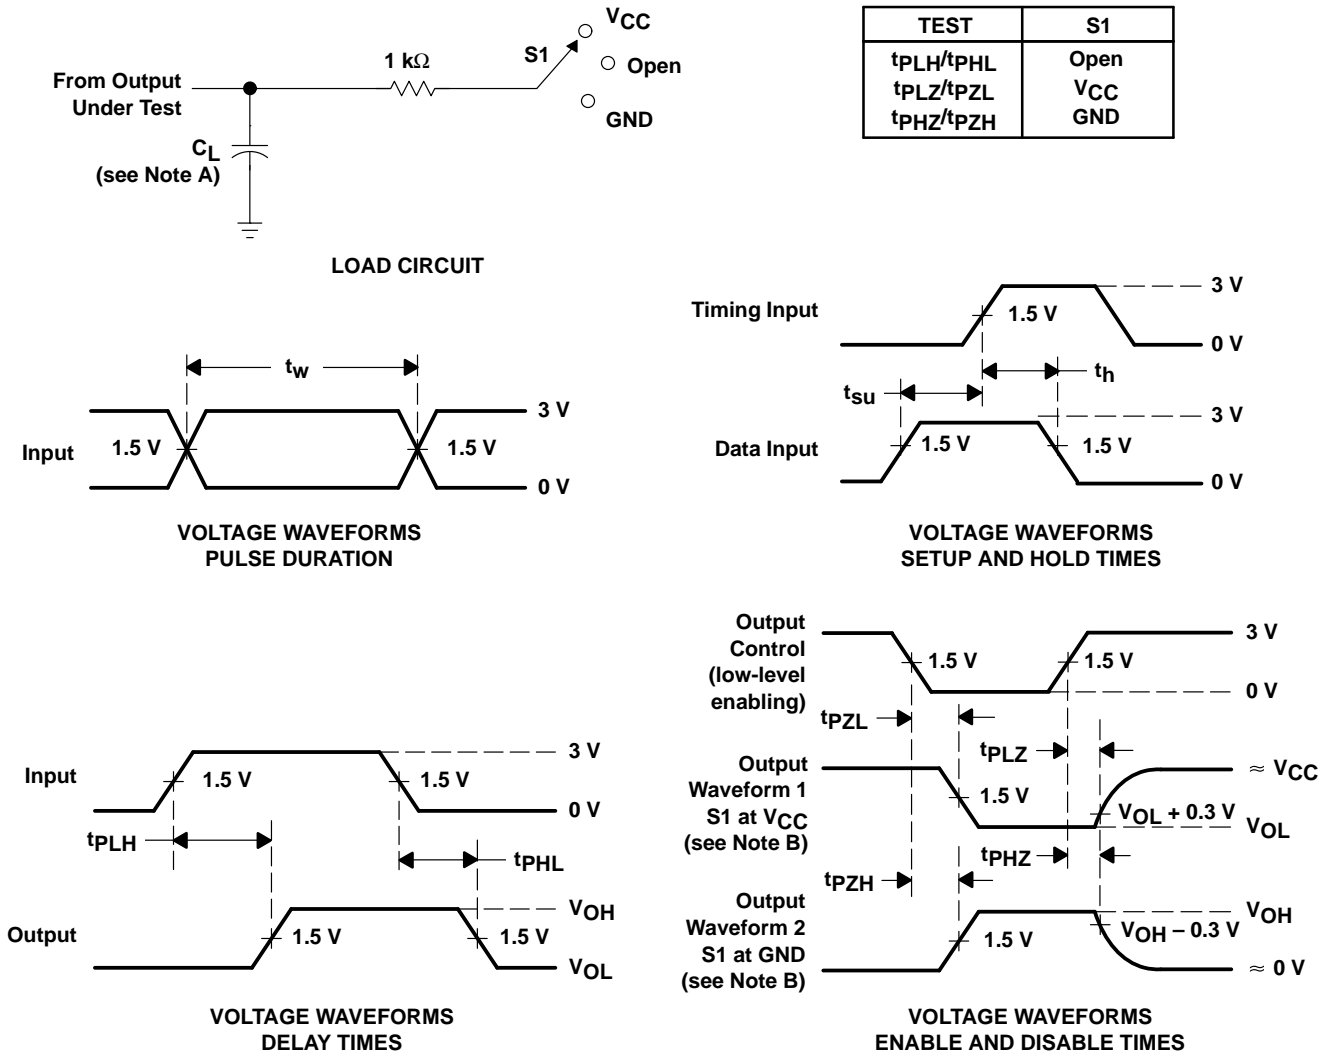 From Output
Under Test
1 kΩ
S1
VCC
Open
GND
CL
(see Note A)
LOAD CIRCUIT
TEST S1
tPLH/tPHL Open
tPLZ/tPZL VCC
tPHZ/tPZH GND
tw
Input
1.5 V
1.5 V
3 V
0 V
VOLTAGE WAVEFORMS
PULSE DURATION
Timing Input
1.5 V
3 V
0 V
tsu
th
Data Input
1.5 V
1.5 V
3 V
0 V
VOLTAGE WAVEFORMS
SETUP AND HOLD TIMES
Input
1.5 V
1.5 V
3 V
0 V
tPLH
tPHL
Output
1.5 V
1.5 V
VOH
VOL
VOLTAGE WAVEFORMS
DELAY TIMES
Output
Control
(low-level
enabling)
1.5 V
1.5 V
3 V
0 V
tPZL
tPLZ
Output
Waveform 1
S1 at VCC
(see Note B)
1.5 V
VOL + 0.3 V
≈ VCC
VOL
tPZH
tPHZ
Output
Waveform 2
S1 at GND
(see Note B)
1.5 V
VOH – 0.3 V
VOH
≈ 0 V
VOLTAGE WAVEFORMS
ENABLE AND DISABLE TIMES